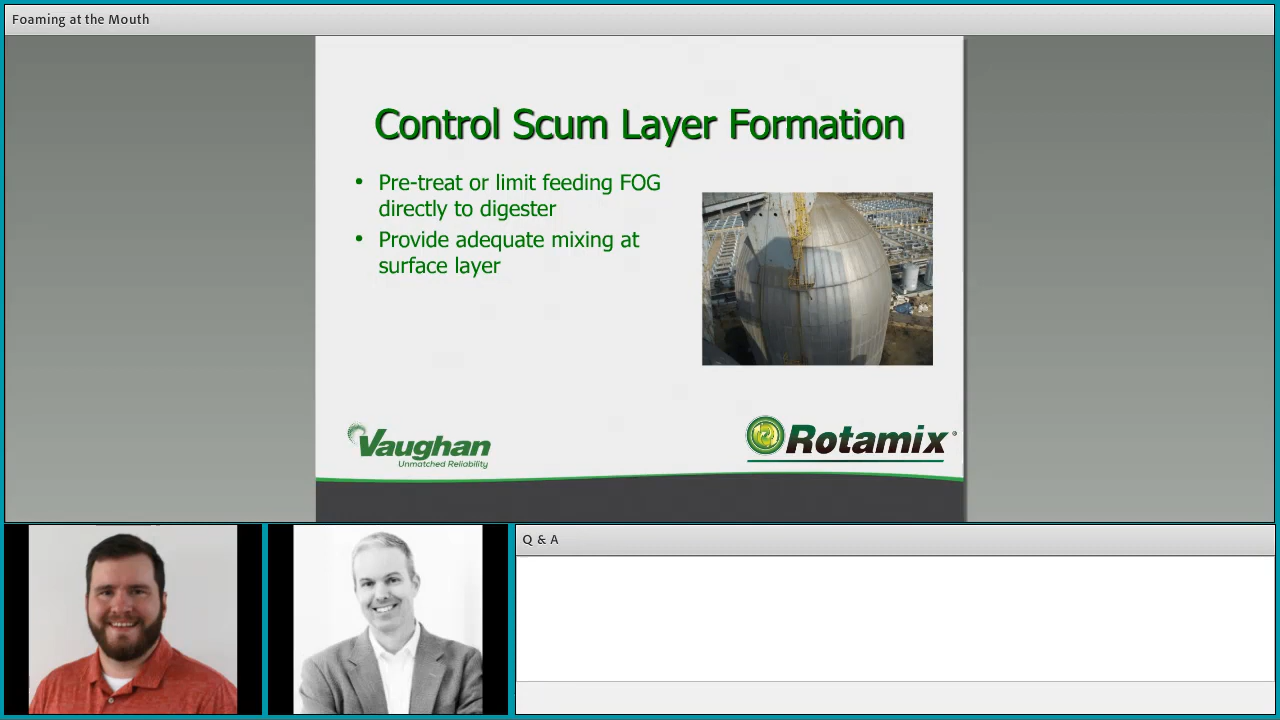 Foaming at the Mouth
Control Scum Layer Formation
• Pre-treat or limit feeding FOG
directly to digester
• Provide adequate mixing at
surface layer
Vaughan
Unmatched Reliability
Rotamix®
Q & A